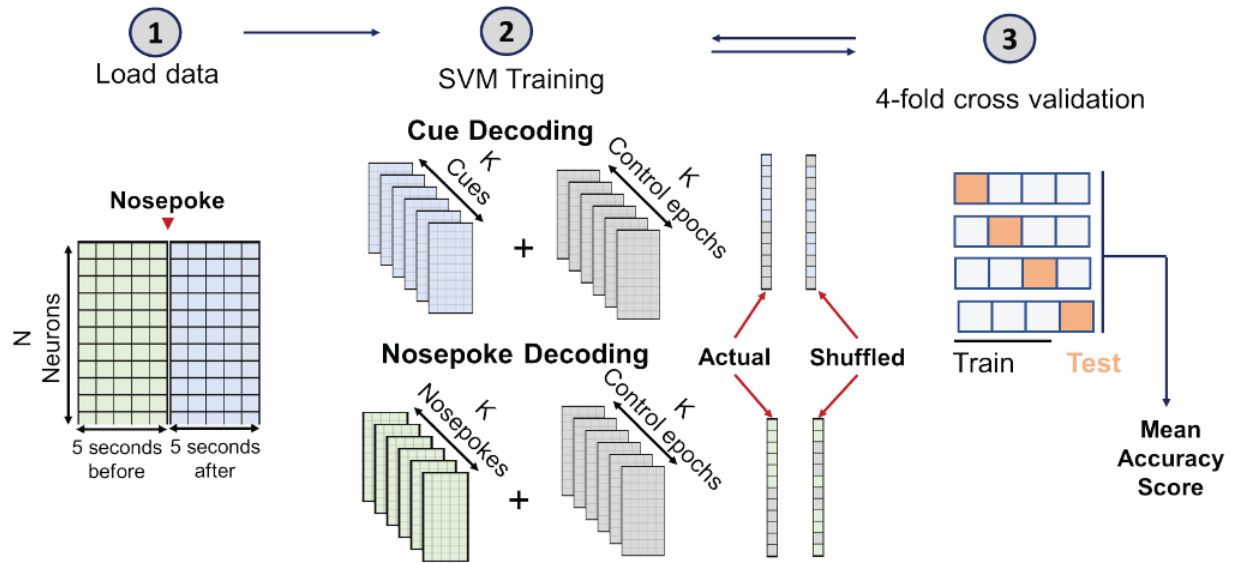 1
Load data
2
SVM Training
3
4-fold cross validation
Nosepoke
N
Neurons
5 seconds
before
5 seconds
after
Cue Decoding
K
Cues
+
K
Control epochs
Nosepoke Decoding
K
Nosepokes
+
K
Control epochs
Actual
Shuffled
Train
Test
Mean
Accuracy
Score